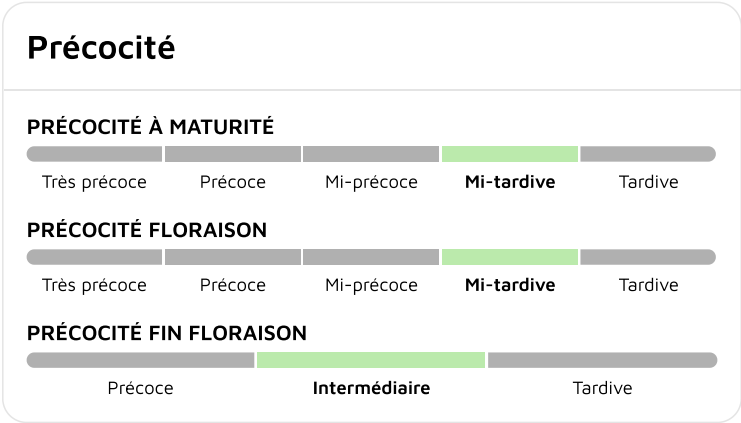 Précocité
PRÉCOCITÉ À MATURITÉ
Très précoce Précoce Mi-précoce Mi-tardive Tardive
PRÉCOCITÉ FLORAISON
Très précoce Précoce Mi-précoce Mi-tardive Tardive
PRÉCOCITÉ FIN FLORAISON
Précoce Intermédiaire Tardive